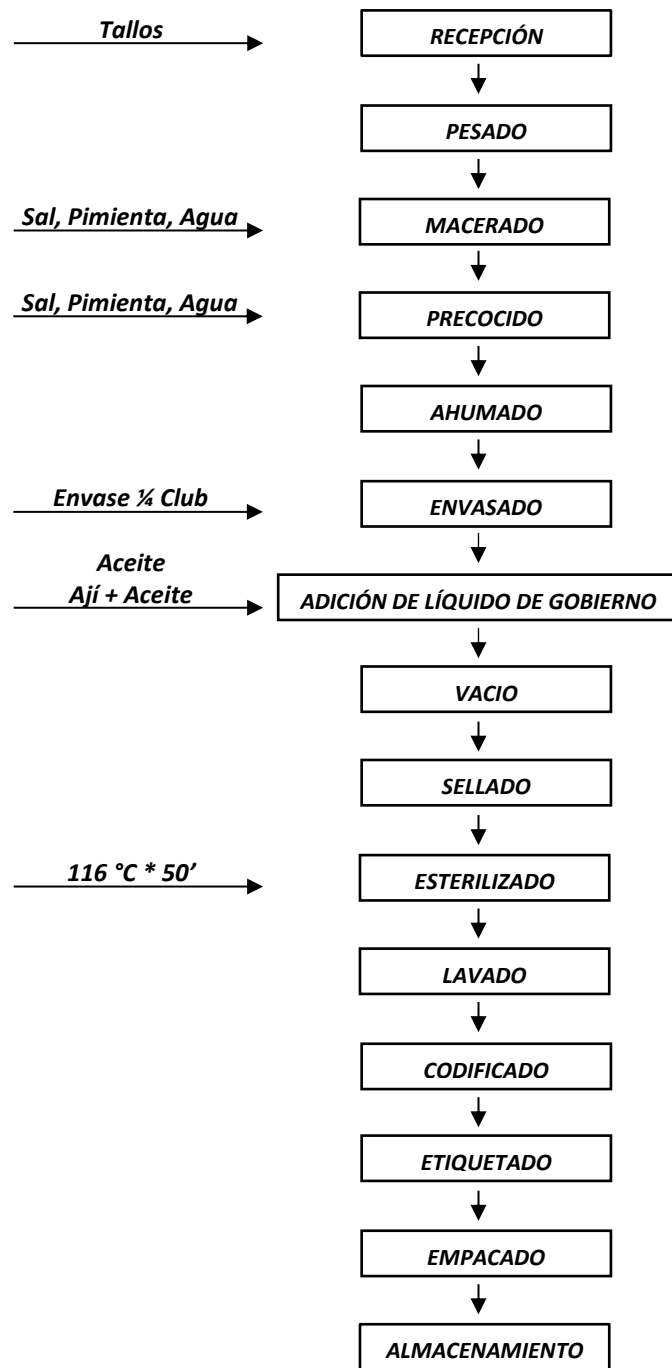 Tallos
RECEPCIÓN
PESADO
Sal, Pimienta, Agua
MACERADO
Sal, Pimienta, Agua
PRECOCIDO
AHUMADO
Envase ¼ Club
ENVASADO
Aceite
Ají + Aceite
ADICIÓN DE LÍQUIDO DE GOBIERNO
VACIO
SELLADO
116 °C * 50’
ESTERILIZADO
LAVADO
CODIFICADO
ETIQUETADO
EMPACADO
ALMACENAMIENTO